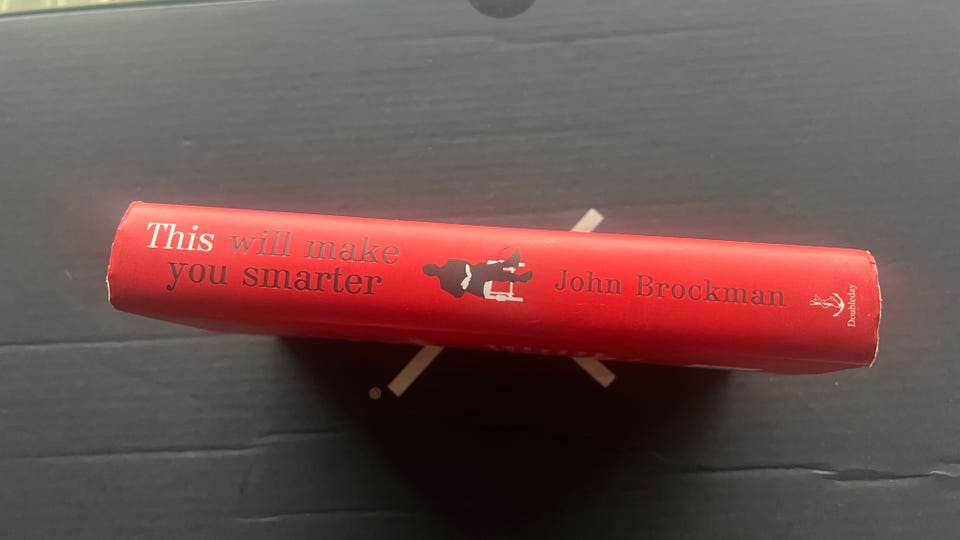 This will make
you smarter
John Brockman
Doubleday
®